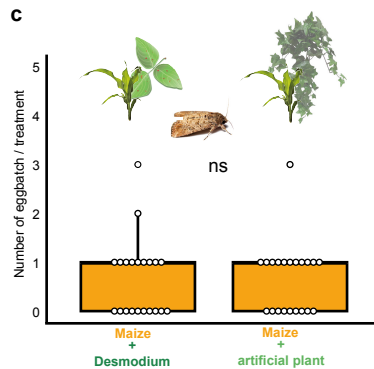 c
Number of eggbatch / treatment
5
4
3
2
1
0
ns
Maize
+
Desmodium
Maize
+
artificial plant